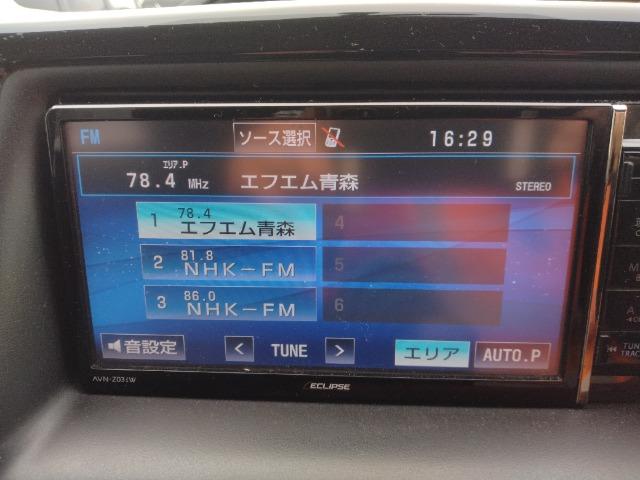 FM ソース選択 16:29
エリア.P
78.4 MHz エフエム青森 STEREO
1 78.4 エフエム青森 4
2 81.8 NHK-FM 5
3 86.0 NHK-FM 6
音設定 < TUNE > エリア AUTO.P
AVN-Z03iW ECLIPSE
TUNE
TRAC